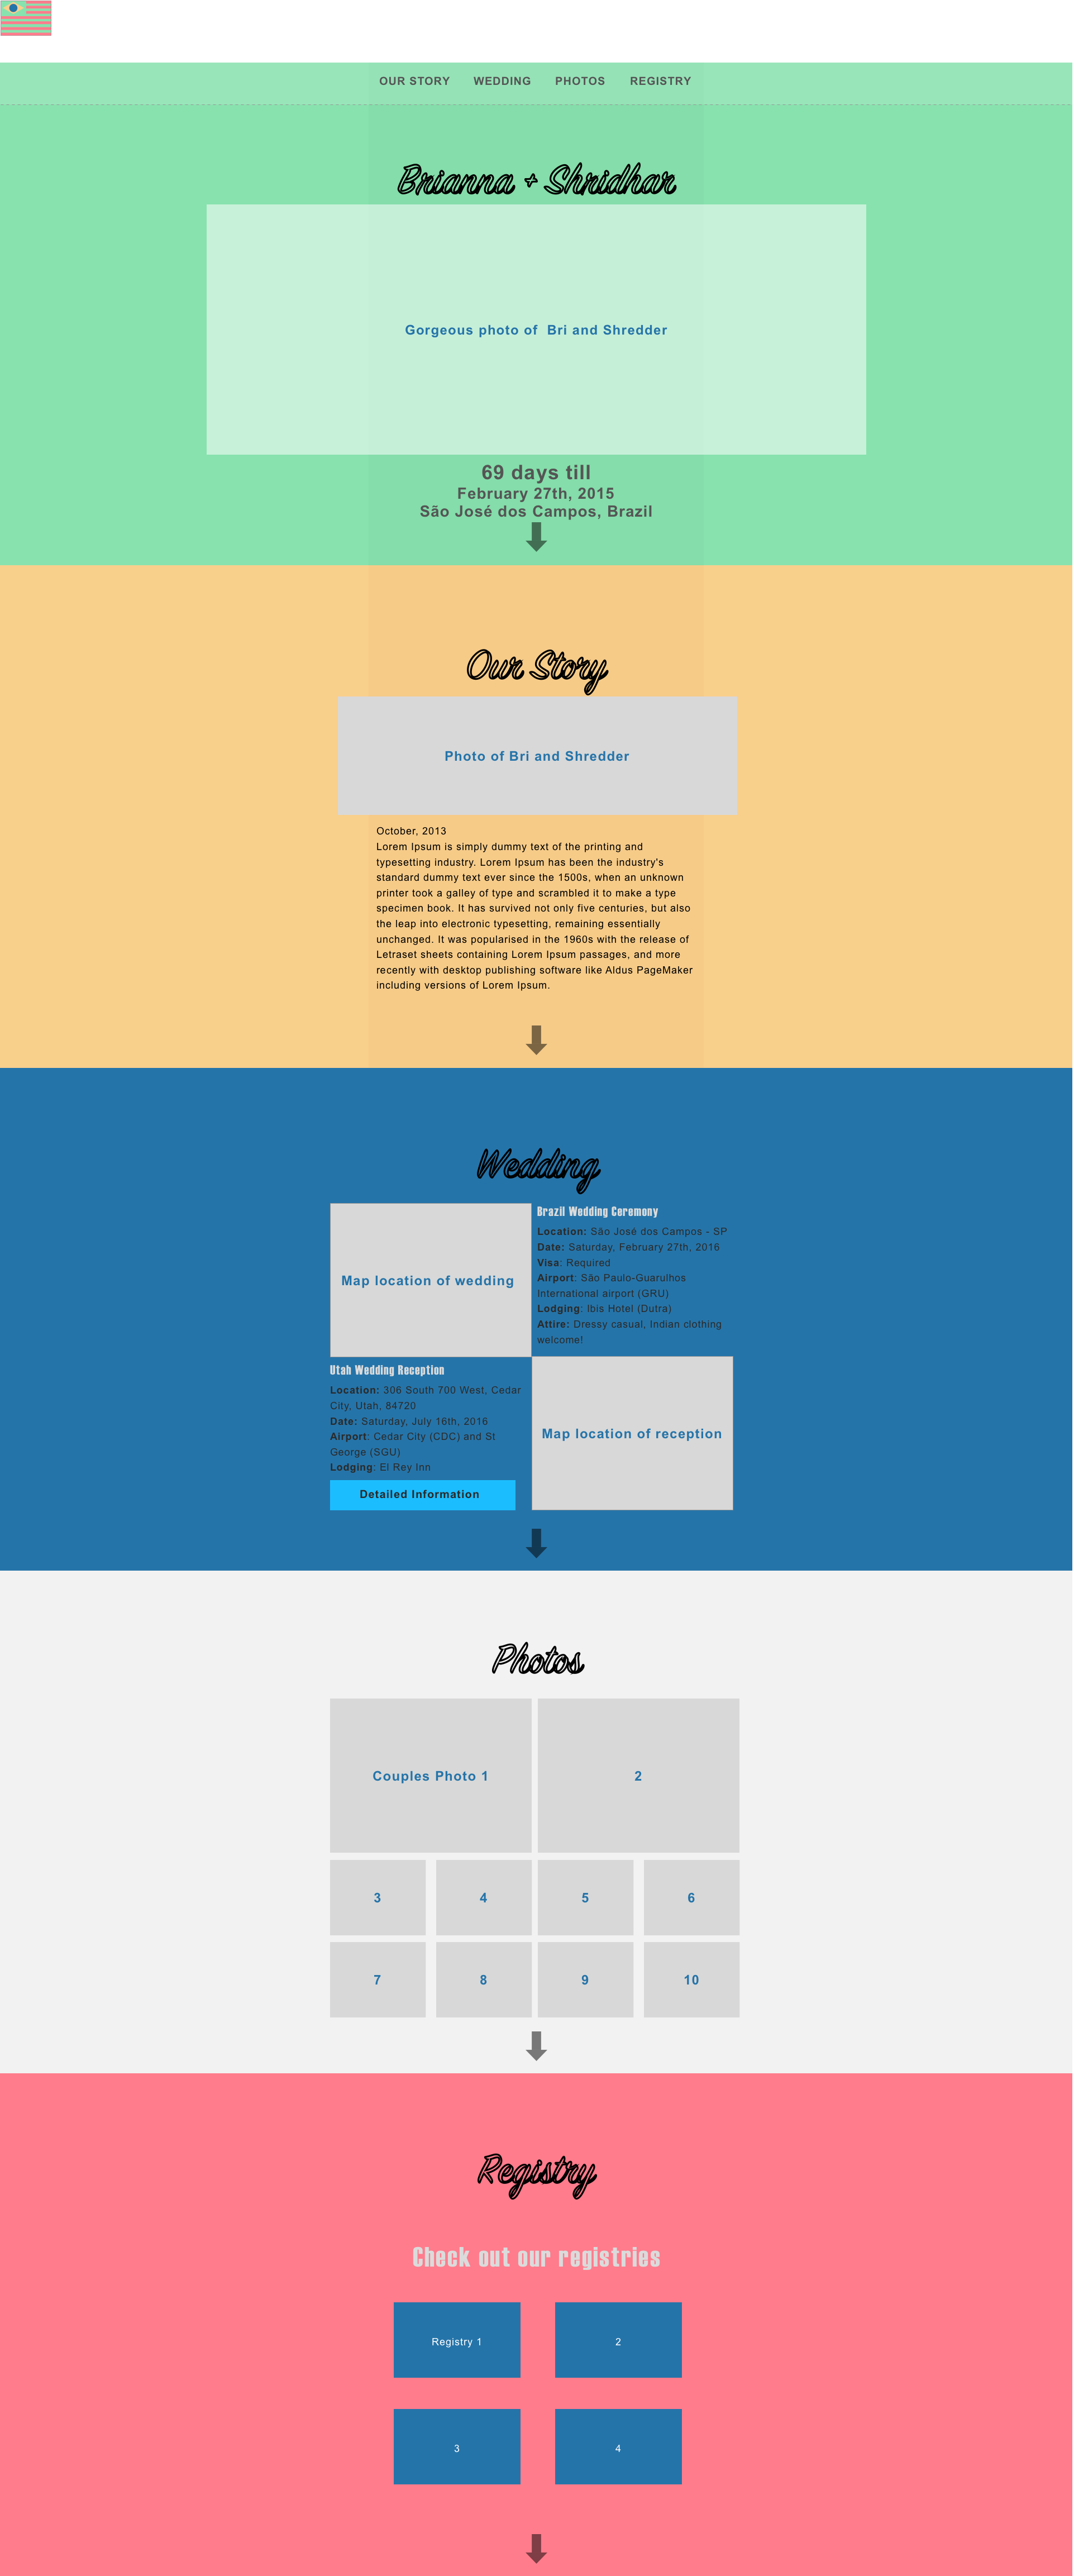 OUR STORY WEDDING PHOTOS REGISTRY
Brianna + Shridhar
Gorgeous photo of  Bri and Shredder
69 days till
February 27th, 2015
São José dos Campos, Brazil
Our Story
Photo of Bri and Shredder
October, 2013
Lorem Ipsum is simply dummy text of the printing and
typesetting industry. Lorem Ipsum has been the industry's
standard dummy text ever since the 1500s, when an unknown
printer took a galley of type and scrambled it to make a type
specimen book. It has survived not only five centuries, but also
the leap into electronic typesetting, remaining essentially
unchanged. It was popularised in the 1960s with the release of
Letraset sheets containing Lorem Ipsum passages, and more
recently with desktop publishing software like Aldus PageMaker
including versions of Lorem Ipsum.
Wedding
Map location of wedding
Brazil Wedding Ceremony
Location: São José dos Campos - SP
Date: Saturday, February 27th, 2016
Visa: Required
Airport: São Paulo-Guarulhos
International airport (GRU)
Lodging: Ibis Hotel (Dutra)
Attire: Dressy casual, Indian clothing
welcome!
Utah Wedding Reception
Location: 306 South 700 West, Cedar
City, Utah, 84720
Date: Saturday, July 16th, 2016
Airport: Cedar City (CDC) and St
George (SGU)
Lodging: El Rey Inn
Detailed Information
Map location of reception
Photos
Couples Photo 1
2
3
4
5
6
7
8
9
10
Registry
Check out our registries
Registry 1
2
3
4